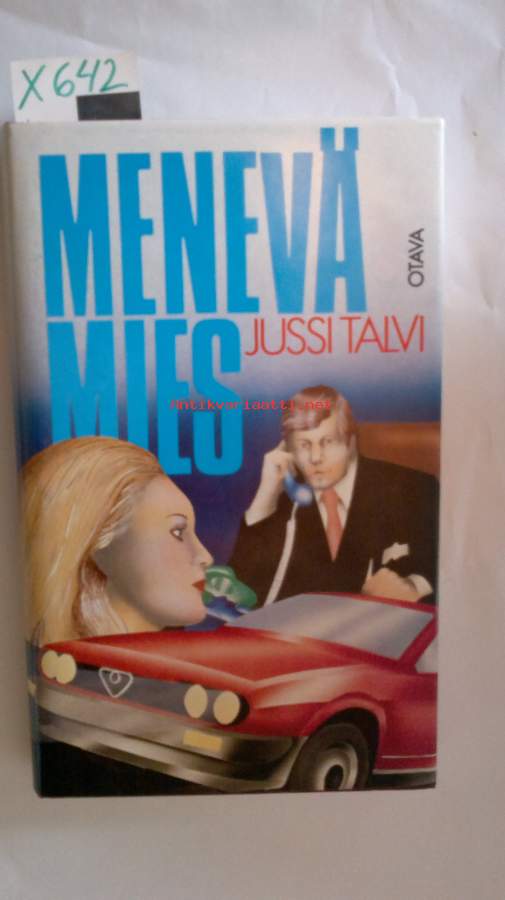 X642
MENEVÄ
OTAVA
JUSSI TALVI
MIES
Antikvariaatti.net